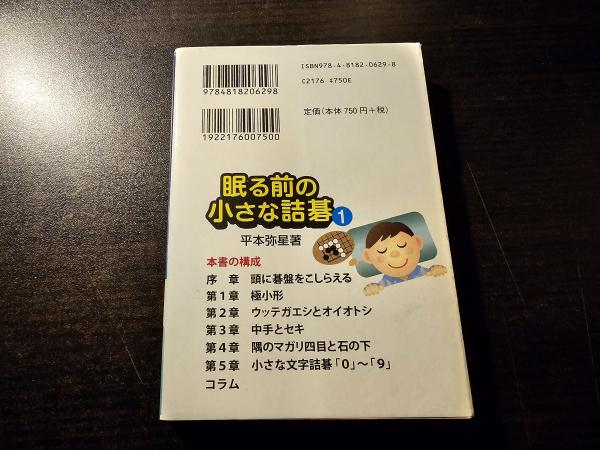 ISBN978-4-8182-0629-8
C2176 ¥750E
9784818206298
定価(本体750円+税)
1922176007500
眠る前の
小さな詰碁1
平本弥星著
本書の構成
序 章 頭に碁盤をこしらえる
第1章 極小形
第2章 ウッテガエシとオイオトシ
第3章 中手とセキ
第4章 隅のマガリ四目と石の下
第5章 小さな文字詰碁「0」～「9」
コラム